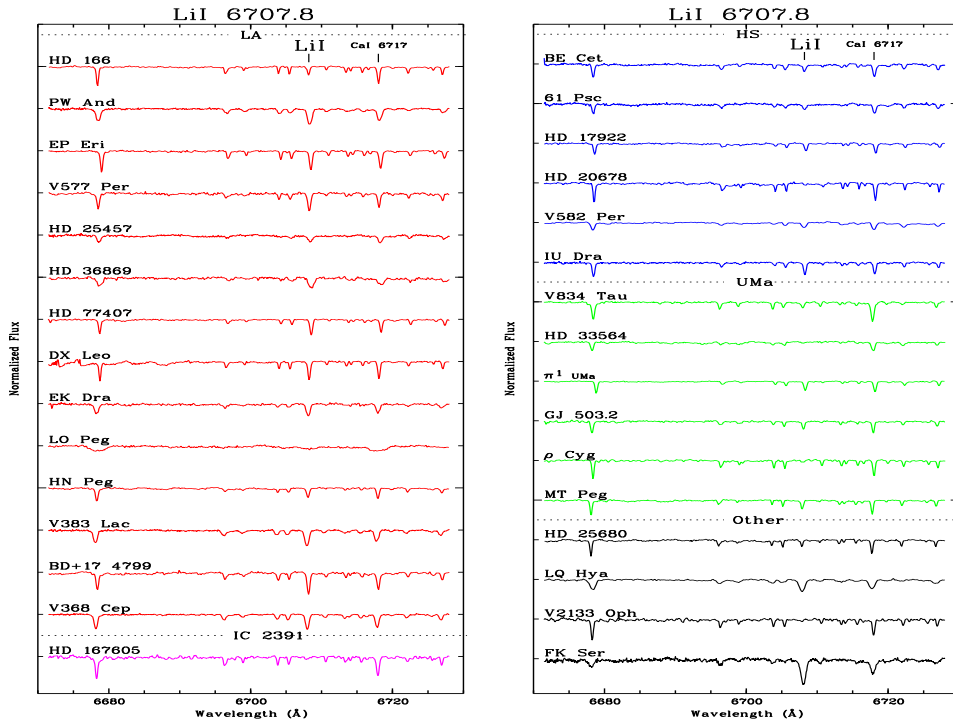 LiI 6707.8
LA
LiI
CaI 6717
HD 166
PW And
EP Eri
V577 Per
HD 25457
HD 36869
HD 77407
DX Leo
EK Dra
LO Peg
HN Peg
V383 Lac
BD+17 4799
V368 Cep
IC 2391
HD 167605
Normalized Flux
6680 6700 6720
Wavelength (Å)
LiI 6707.8
HS
LiI
CaI 6717
BE Cet
61 Psc
HD 17922
HD 20678
V582 Per
IU Dra
UMa
V834 Tau
HD 33564
π1 UMa
GJ 503.2
ρ Cyg
MT Peg
Other
HD 25680
LQ Hya
V2133 Oph
FK Ser
Normalized Flux
6680 6700 6720
Wavelength (Å)